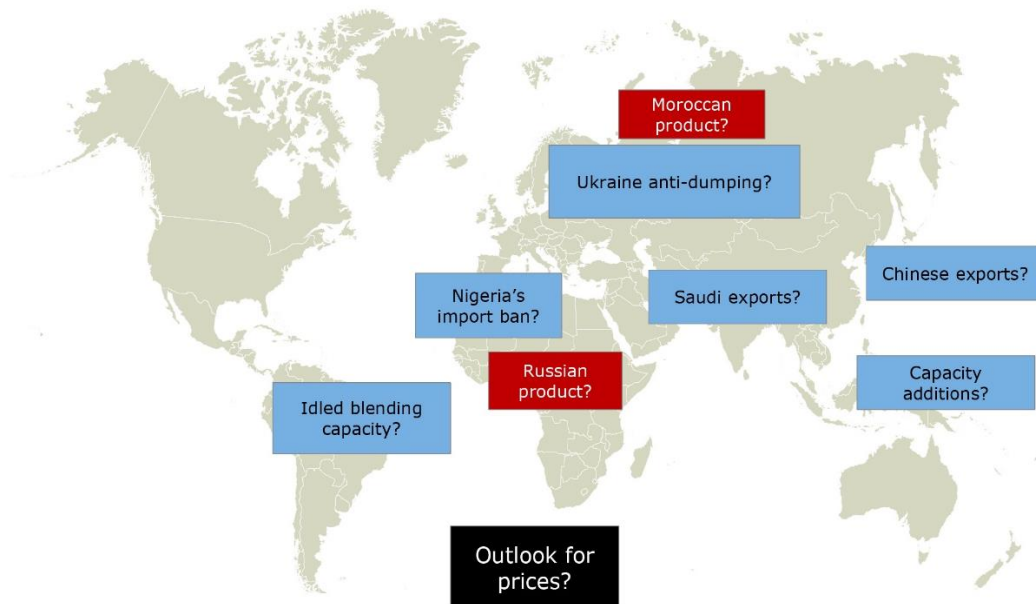 Moroccan
product?
Ukraine anti-dumping?
Chinese exports?
Nigeria’s
import ban?
Saudi exports?
Russian
product?
Capacity
additions?
Idled blending
capacity?
Outlook for
prices?